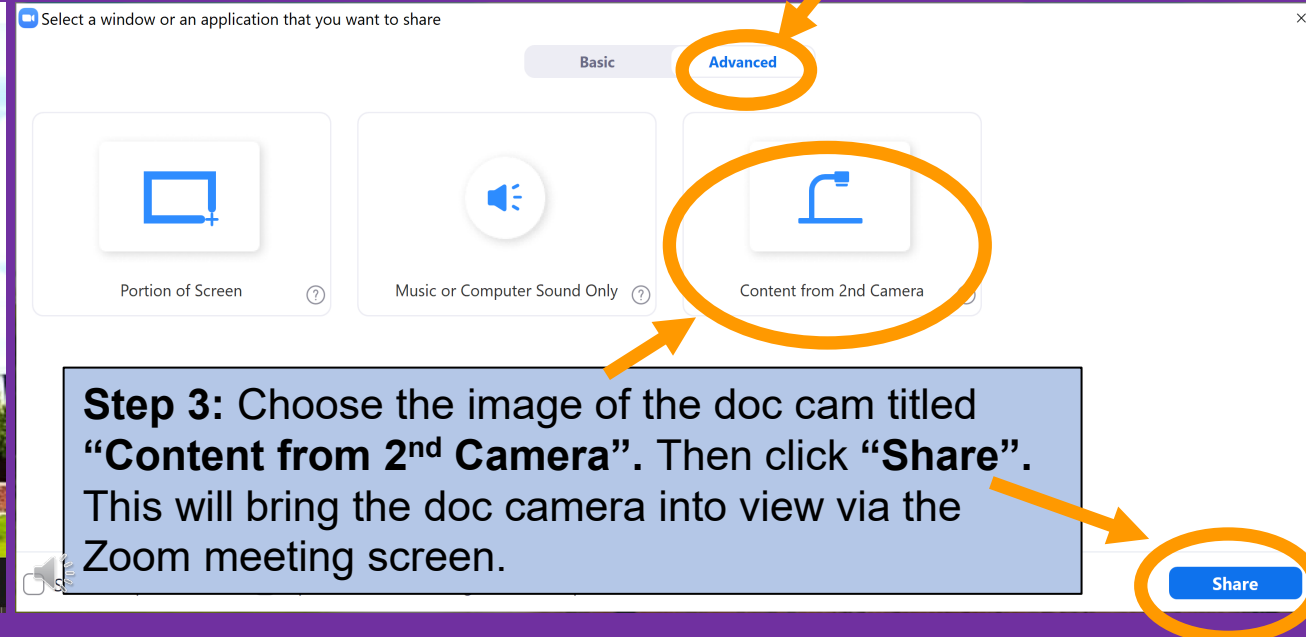 Select a window or an application that you want to share
Basic Advanced
Portion of Screen
Music or Computer Sound Only
Content from 2nd Camera
Step 3: Choose the image of the doc cam titled
“Content from 2nd Camera”. Then click “Share”.
This will bring the doc camera into view via the
Zoom meeting screen.
Share